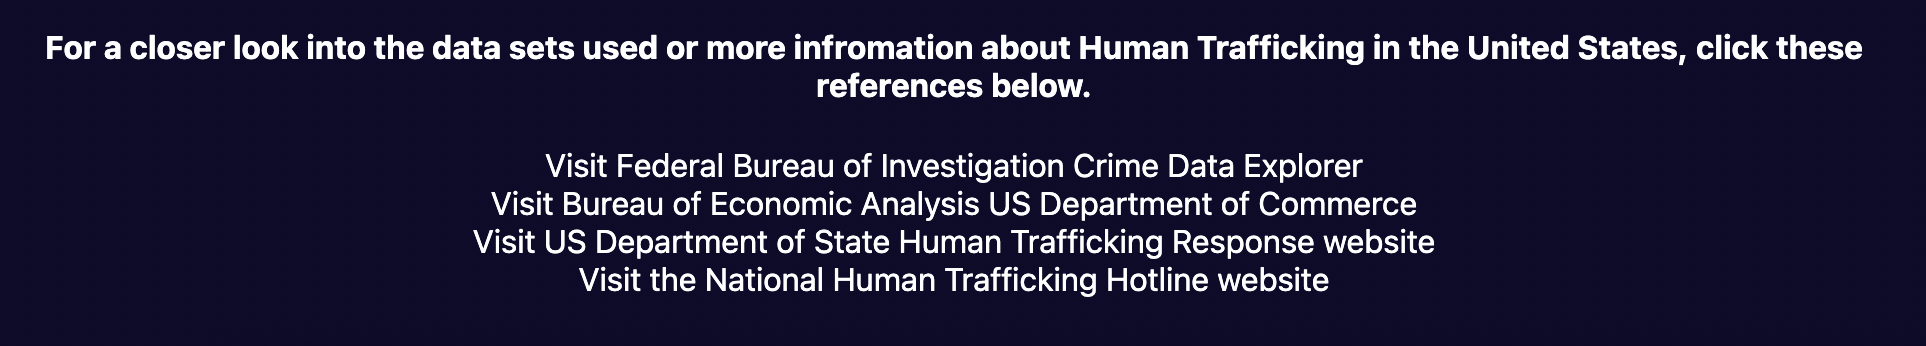 For a closer look into the data sets used or more infromation about Human Trafficking in the United States, click these
references below.
Visit Federal Bureau of Investigation Crime Data Explorer
Visit Bureau of Economic Analysis US Department of Commerce
Visit US Department of State Human Trafficking Response website
Visit the National Human Trafficking Hotline website